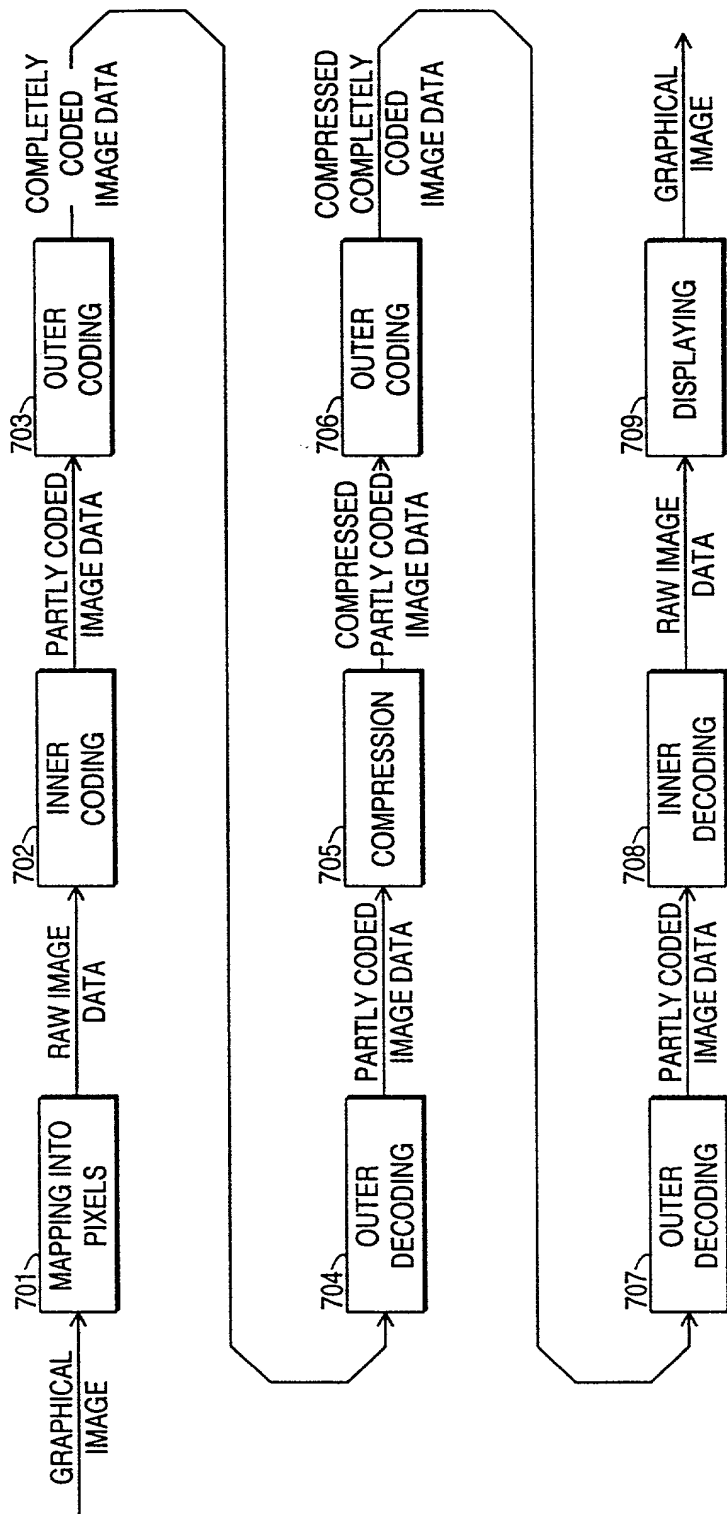 GRAPHICAL
IMAGE
701
MAPPING INTO
PIXELS
RAW IMAGE
DATA
702
INNER
CODING
PARTLY CODED
IMAGE DATA
703
OUTER
CODING
COMPLETELY
CODED
IMAGE DATA
704
OUTER
DECODING
PARTLY CODED
IMAGE DATA
705
COMPRESSION
COMPRESSED
PARTLY CODED
IMAGE DATA
706
OUTER
CODING
COMPRESSED
COMPLETELY
CODED
IMAGE DATA
707
OUTER
DECODING
PARTLY CODED
IMAGE DATA
708
INNER
DECODING
RAW IMAGE
DATA
709
DISPLAYING
GRAPHICAL
IMAGE